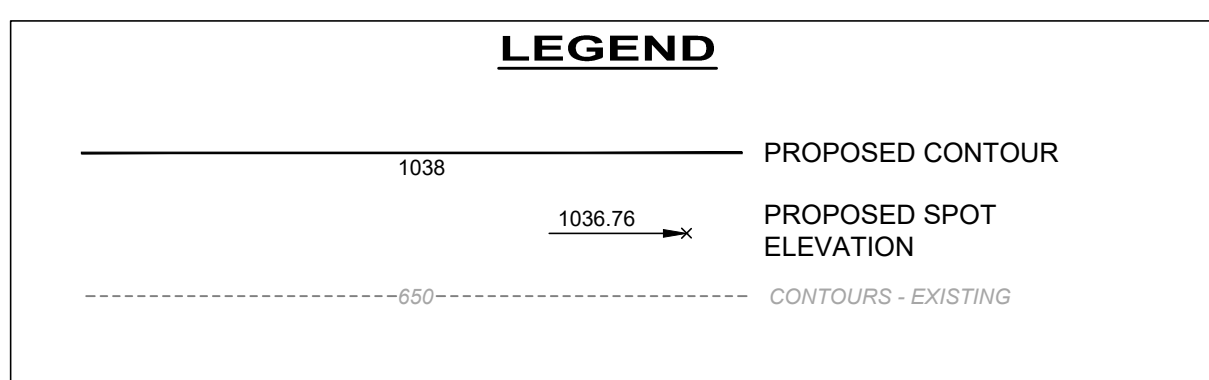 LEGEND
1038
PROPOSED CONTOUR
1036.76
PROPOSED SPOT
ELEVATION
650
CONTOURS - EXISTING